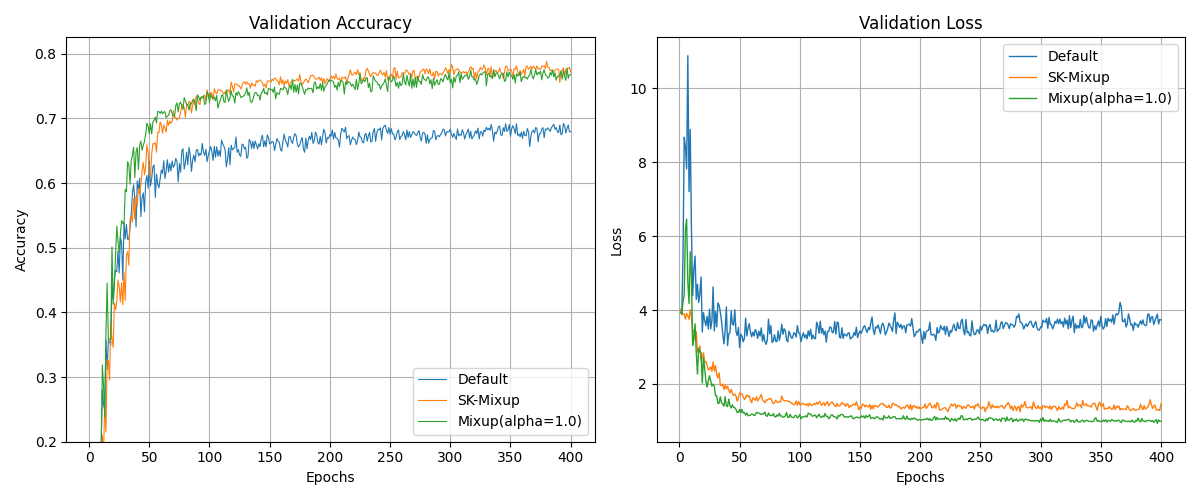 Validation Accuracy
0.8
0.7
0.6
0.5
0.4
0.3
0.2
Accuracy
0 50 100 150 200 250 300 350 400
Epochs
Default
SK-Mixup
Mixup(alpha=1.0)
Validation Loss
10
8
6
4
2
Loss
0 50 100 150 200 250 300 350 400
Epochs
Default
SK-Mixup
Mixup(alpha=1.0)